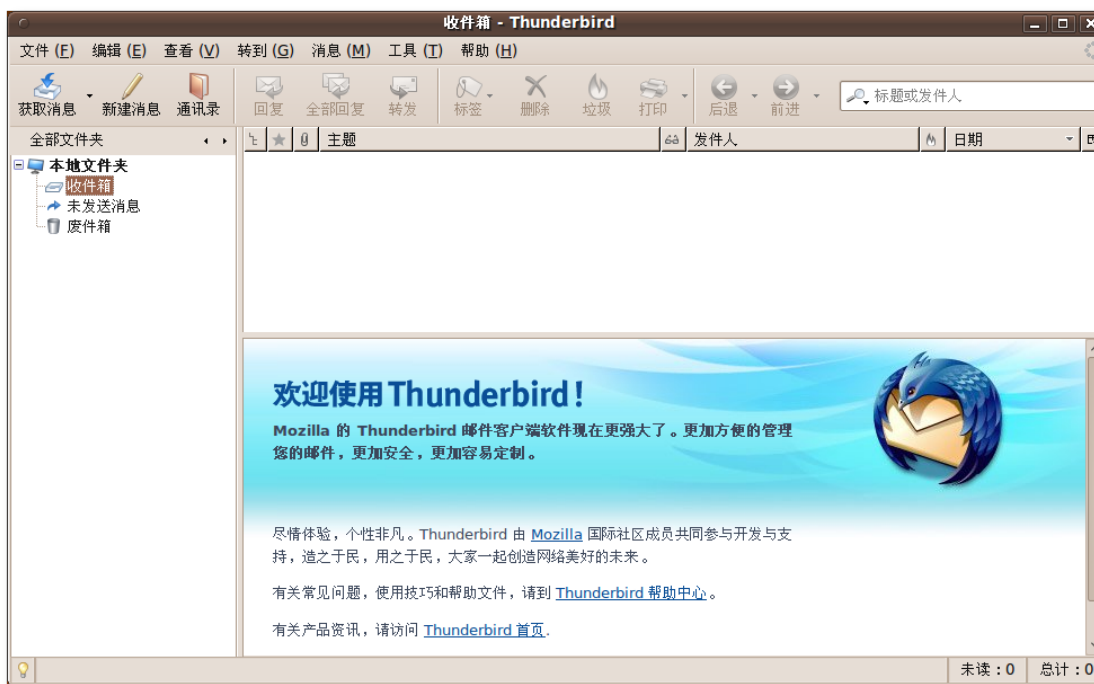 收件箱 - Thunderbird
文件 (F) 编辑 (E) 查看 (V) 转到 (G) 消息 (M) 工具 (T) 帮助 (H)
获取消息 新建消息 通讯录 回复 全部回复 转发 标签 删除 垃圾 打印 后退 前进 标题或发件人
全部文件夹 主题 发件人 日期
本地文件夹
收件箱
未发送消息
废件箱
欢迎使用 Thunderbird！
Mozilla 的 Thunderbird 邮件客户端软件现在更强大了。更加方便的管理
您的邮件，更加安全，更加容易定制。
尽情体验，个性非凡。Thunderbird 由 Mozilla 国际社区成员共同参与开发与支
持，造之于民，用之于民，大家一起创造网络美好的未来。
有关常见问题，使用技巧和帮助文件，请到 Thunderbird 帮助中心。
有关产品资讯，请访问 Thunderbird 首页.
未读：0 总计：0